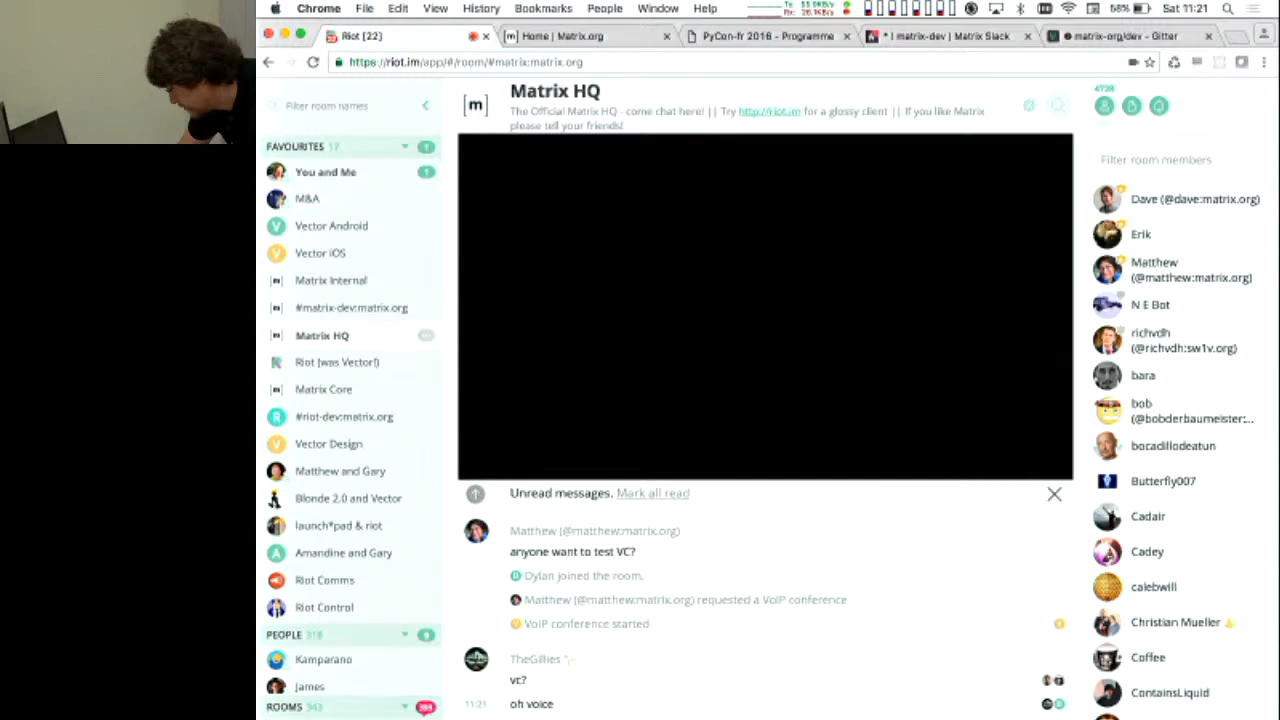 Chrome File Edit View History Bookmarks People Window Help
58% Sat 11:21
Riot [22]
[m] Home | Matrix.org
PyCon-fr 2016 - Programme
* | matrix-dev | Matrix Slack
matrix-org/dev - Gitter
https://riot.im/app/#/room/#matrix:matrix.org
Filter room names
FAVOURITES 17
1
You and Me
1
M&A
V Vector Android
V Vector iOS
[m] Matrix Internal
[m] #matrix-dev:matrix.org
[m] Matrix HQ
Riot (was Vector!)
[m] Matrix Core
R #riot-dev:matrix.org
V Vector Design
Matthew and Gary
Blonde 2.0 and Vector
launch*pad & riot
A Amandine and Gary
Riot Comms
Riot Control
PEOPLE 318
Kamparano
James
ROOMS 343
[m]
Matrix HQ
The Official Matrix HQ - come chat here! || Try http://riot.im for a glossy client || If you like Matrix
please tell your friends!
Unread messages. Mark all read
Matthew (@matthew:matrix.org)
anyone want to test VC?
Dylan joined the room.
Matthew (@matthew:matrix.org) requested a VoIP conference
VoIP conference started
TheGillies
vc?
11:21 oh voice
4728
Filter room members
Dave (@dave:matrix.org)
Erik
Matthew
(@matthew:matrix.org)
N E Bot
richvdh
(@richvdh:sw1v.org)
bara
bob
(@bobderbaumeister:...
bocadillodeatun
Butterfly007
Cadair
Cadey
calebwill
Christian Mueller
Coffee
ContainsLiquid